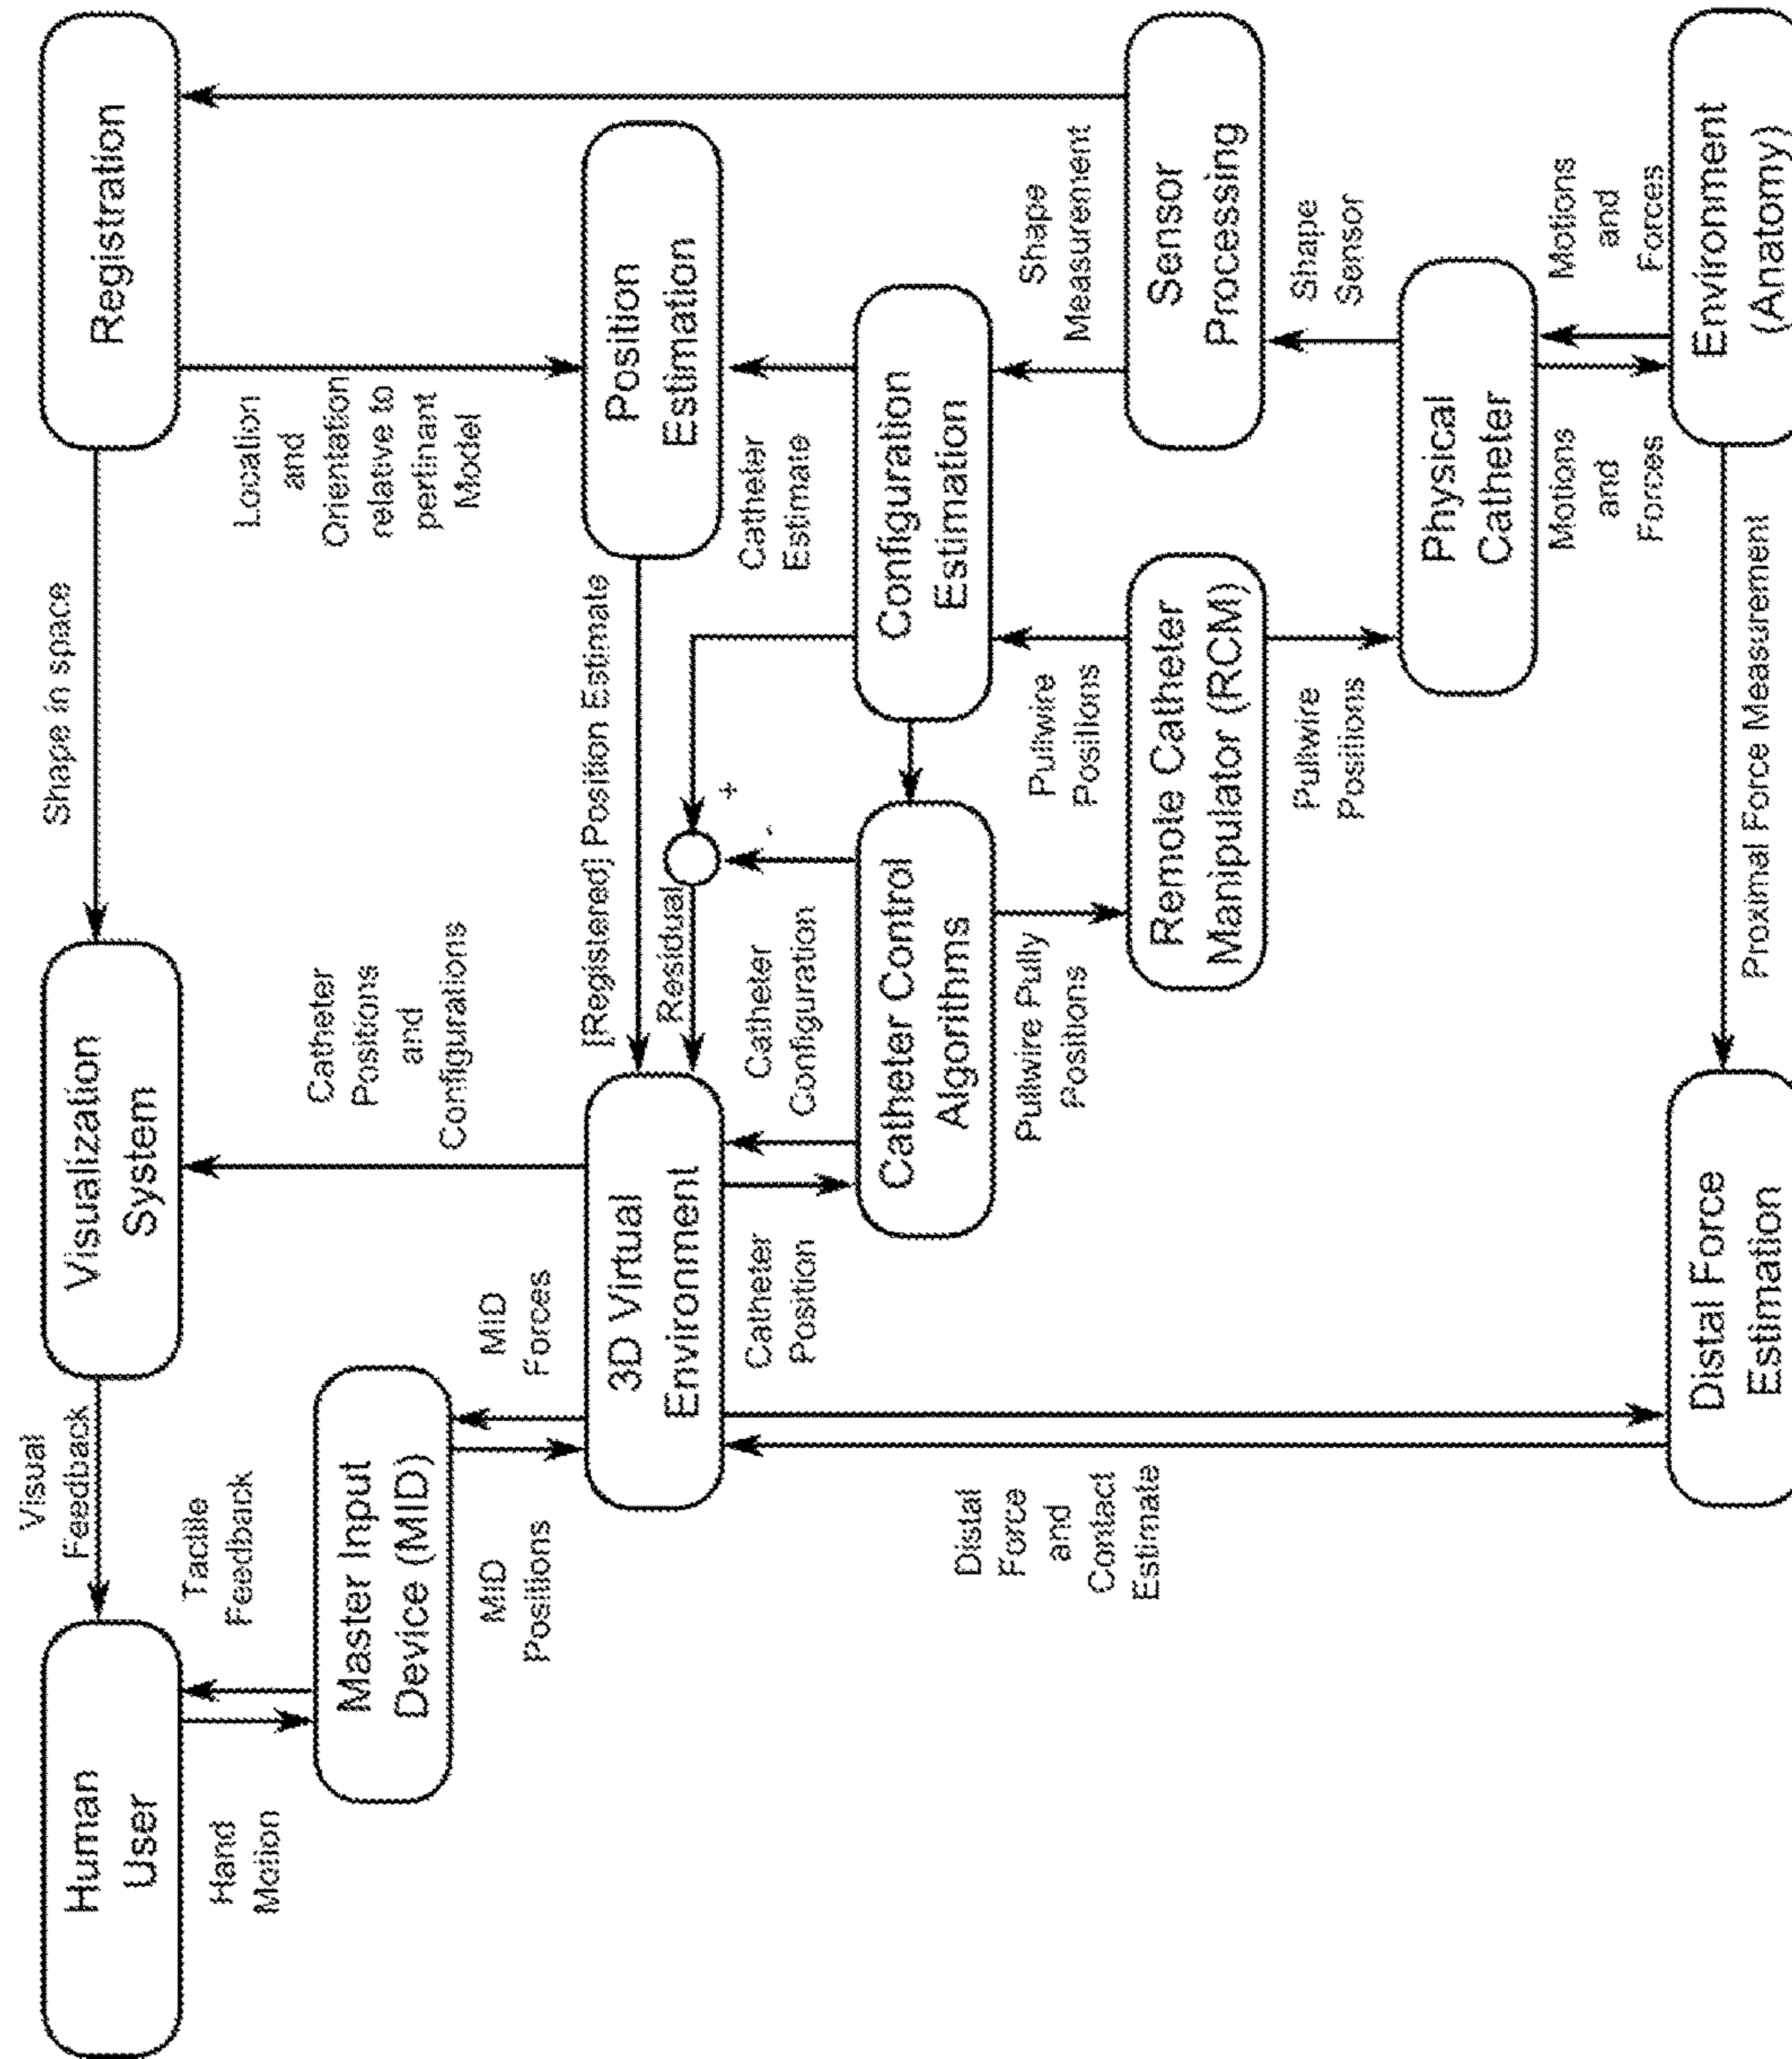 Human
User
Visual
Feedback
Visualization
System
Shape in space
Registration
Hand
Motion
Tactile
Feedback
Master Input
Device (MID)
Catheter
Positions
and
Configurations
Location
and
Orientation
relative to
pertinant
Model
MID
Positions
MID
Forces
3D Virtual
Environment
[Registered] Position Estimate
Residual
Position
Estimation
Catheter
Position
Catheter
Configuration
-
+
Catheter
Estimate
Catheter Control
Algorithms
Configuration
Estimation
Distal
Force
and
Contact
Estimate
Pullwire Pully
Positions
Pullwire
Positions
Shape
Measurement
Remote Catheter
Manipulator (RCM)
Sensor
Processing
Pullwire
Positions
Shape
Sensor
Physical
Catheter
Motions
and
Forces
Motions
and
Forces
Distal Force
Estimation
Proximal Force Measurement
Environment
(Anatomy)